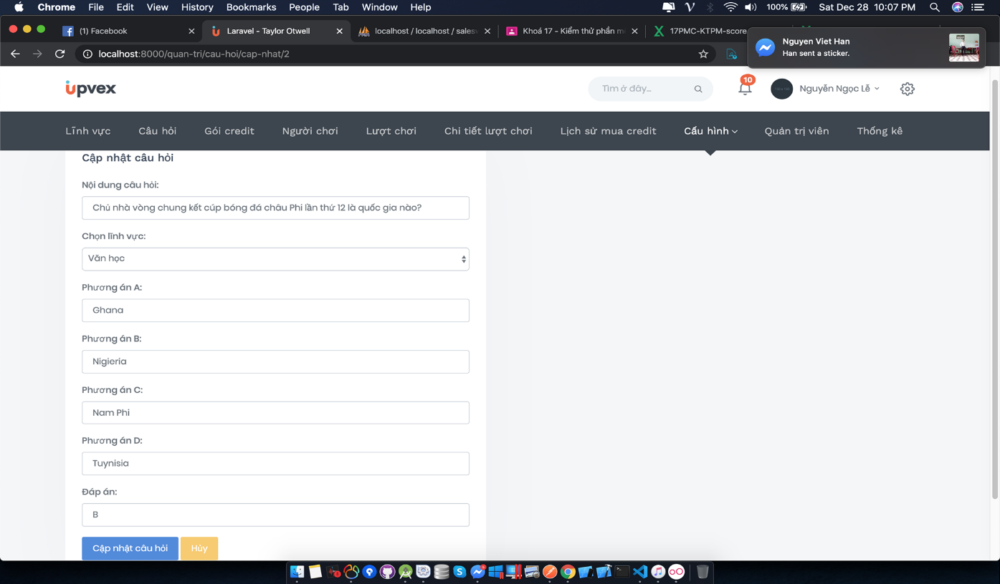 Chrome File Edit View History Bookmarks People Tab Window Help 100% Sat Dec 28 10:07 PM
(1) Facebook Laravel - Taylor Otwell localhost / localhost / sales Khoá 17 - Kiểm thử phần m 17PMC-KTPM-score
Nguyen Viet Han
Han sent a sticker.
localhost:8000/quan-tri/cau-hoi/cap-nhat/2
upvex Tìm ở đây... 10 Nguyễn Ngọc Lễ
Lĩnh vực Câu hỏi Gói credit Người chơi Lượt chơi Chi tiết lượt chơi Lịch sử mua credit Cấu hình Quản trị viên Thống kê
Cập nhật câu hỏi
Nội dung câu hỏi:
Chủ nhà vòng chung kết cúp bóng đá châu Phi lần thứ 12 là quốc gia nào?
Chọn lĩnh vực:
Văn học
Phương án A:
Ghana
Phương án B:
Nigieria
Phương án C:
Nam Phi
Phương án D:
Tuynisia
Đáp án:
B
Cập nhật câu hỏi Hủy